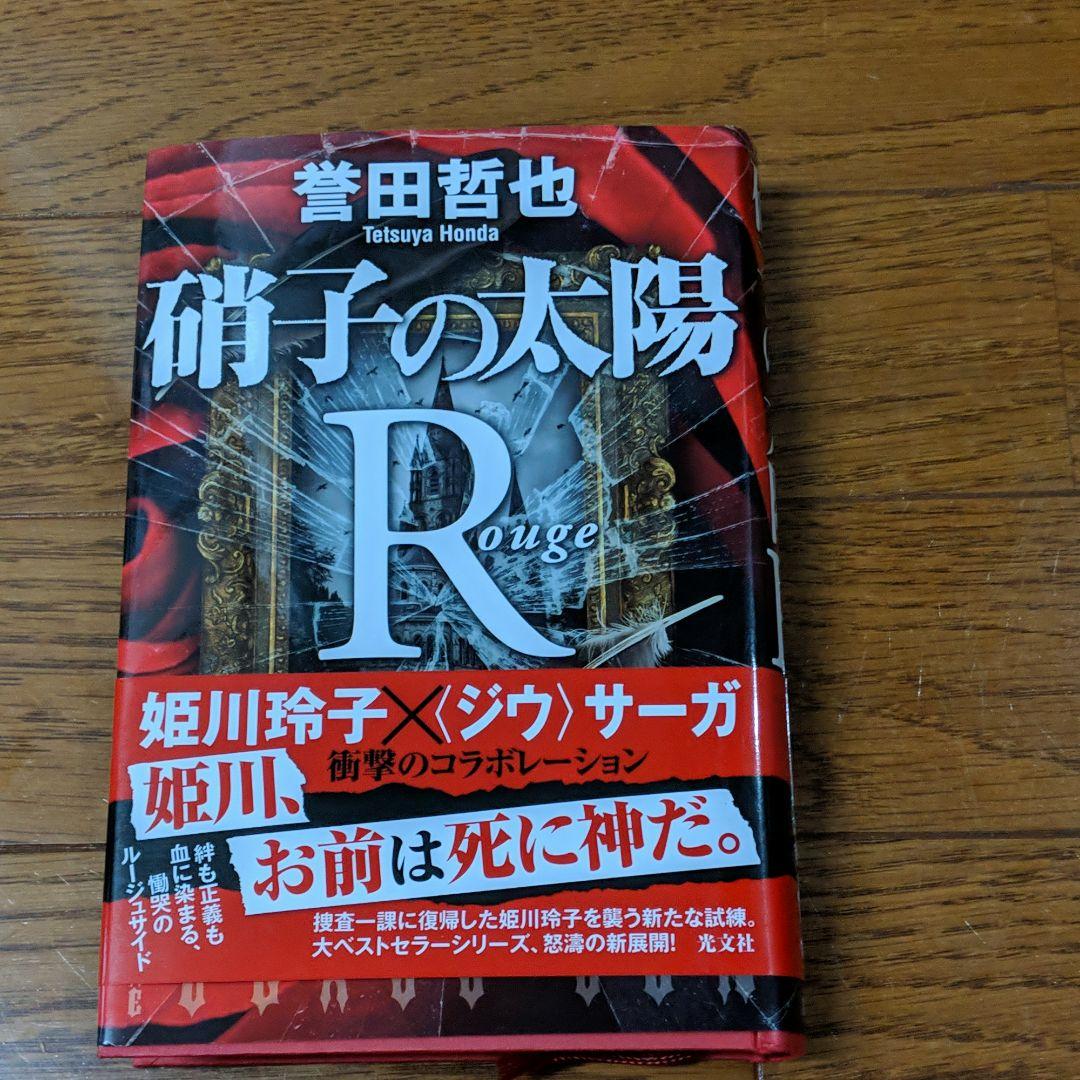 誉田哲也
Tetsuya Honda
硝子の太陽
Rouge
姫川玲子×〈ジウ〉サーガ
衝撃のコラボレーション
姫川、
お前は死に神だ。
絆も正義も
血に染まる、
慟哭の
ルージュサイド
捜査一課に復帰した姫川玲子を襲う新たな試練。
大ベストセラーシリーズ、怒濤の新展開! 光文社